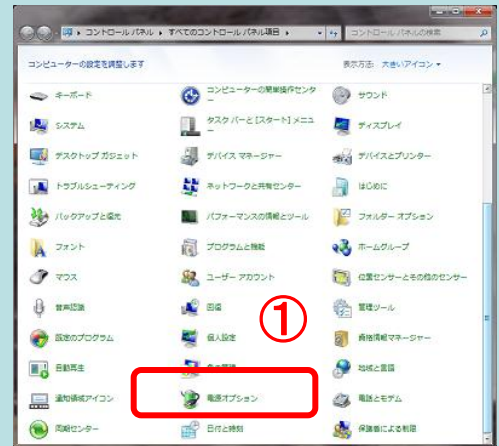 コントロール パネル ▸ すべてのコントロール パネル項目 ▸
コントロール パネルの検索
コンピューターの設定を調整します
表示方法: 大きいアイコン
キーボード
コンピューターの簡単操作センター
サウンド
システム
タスク バーと [スタート] メニュー
ディスプレイ
デスクトップ ガジェット
デバイス マネージャー
デバイスとプリンター
トラブルシューティング
ネットワークと共有センター
はじめに
バックアップと復元
パフォーマンスの情報とツール
フォルダー オプション
フォント
プログラムと機能
ホームグループ
マウス
ユーザー アカウント
位置センサーとその他のセンサー
音声認識
回復
管理ツール
既定のプログラム
個人設定
資格情報マネージャー
①
自動再生
地域と言語
通知領域アイコン
電源オプション
電話とモデム
同期センター
日付と時刻
保護者による制限